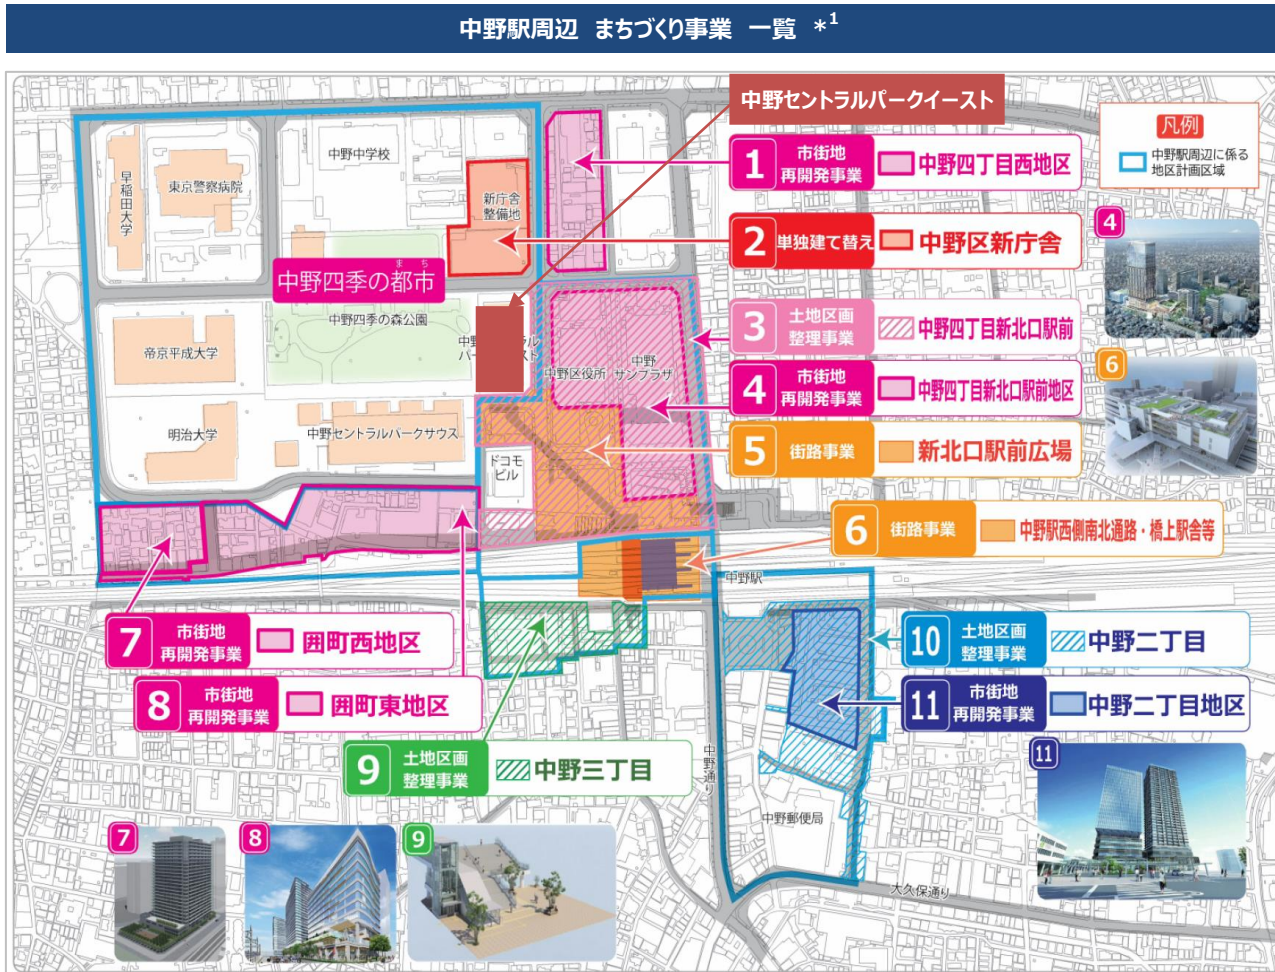 中野駅周辺 まちづくり事業 一覧 *1
中野セントラルパークイースト
凡例
中野駅周辺に係る
地区計画区域
1 市街地
再開発事業 中野四丁目西地区
2 単独建て替え 中野区新庁舎
3 土地区画
整理事業 中野四丁目新北口駅前
4 市街地
再開発事業 中野四丁目新北口駅前地区
5 街路事業 新北口駅前広場
6 街路事業 中野駅西側南北通路・橋上駅舎等
7 市街地
再開発事業 囲町西地区
8 市街地
再開発事業 囲町東地区
9 土地区画
整理事業 中野三丁目
10 土地区画
整理事業 中野二丁目
11 市街地
再開発事業 中野二丁目地区
早稲田大学
東京警察病院
中野中学校
新庁舎
整備地
まち
中野四季の都市
中野四季の森公園
帝京平成大学
明治大学
中野セントラルパークサウス
中野区役所
中野
サンプラザ
ドコモ
ビル
中野駅
中野通り
中野郵便局
大久保通り
4
6
7
8
9
11